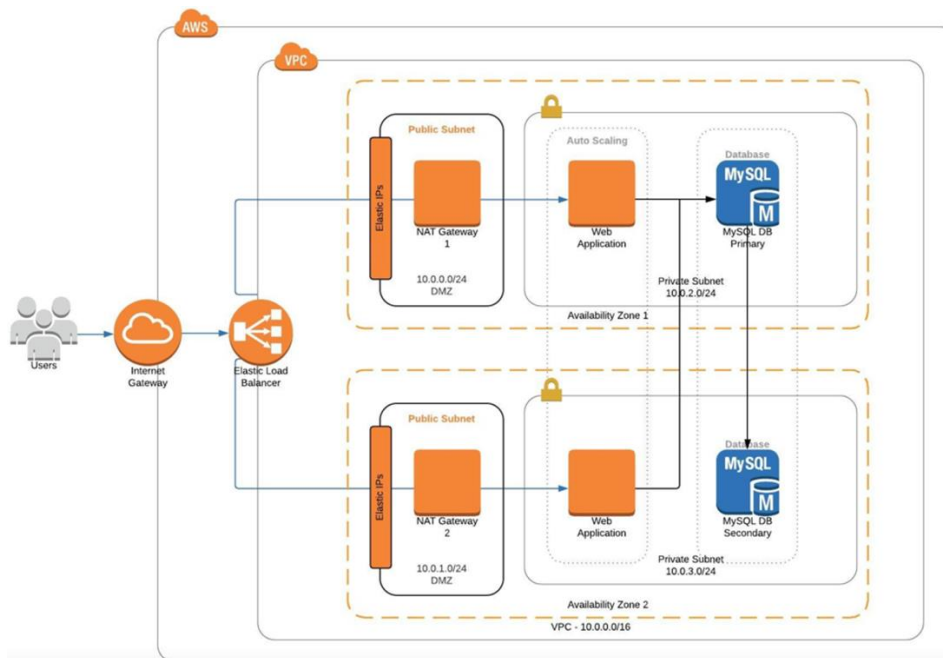 AWS
VPC
Public Subnet
Elastic IPs
NAT Gateway
1
10.0.0.0/24
DMZ
Auto Scaling
Web
Application
Database
MySQL
M
MySQL DB
Primary
Private Subnet
10.0.2.0/24
Availability Zone 1
Users
Internet
Gateway
Elastic Load
Balancer
Public Subnet
Elastic IPs
NAT Gateway
2
10.0.1.0/24
DMZ
Web
Application
Database
MySQL
M
MySQL DB
Secondary
Private Subnet
10.0.3.0/24
Availability Zone 2
VPC - 10.0.0.0/16